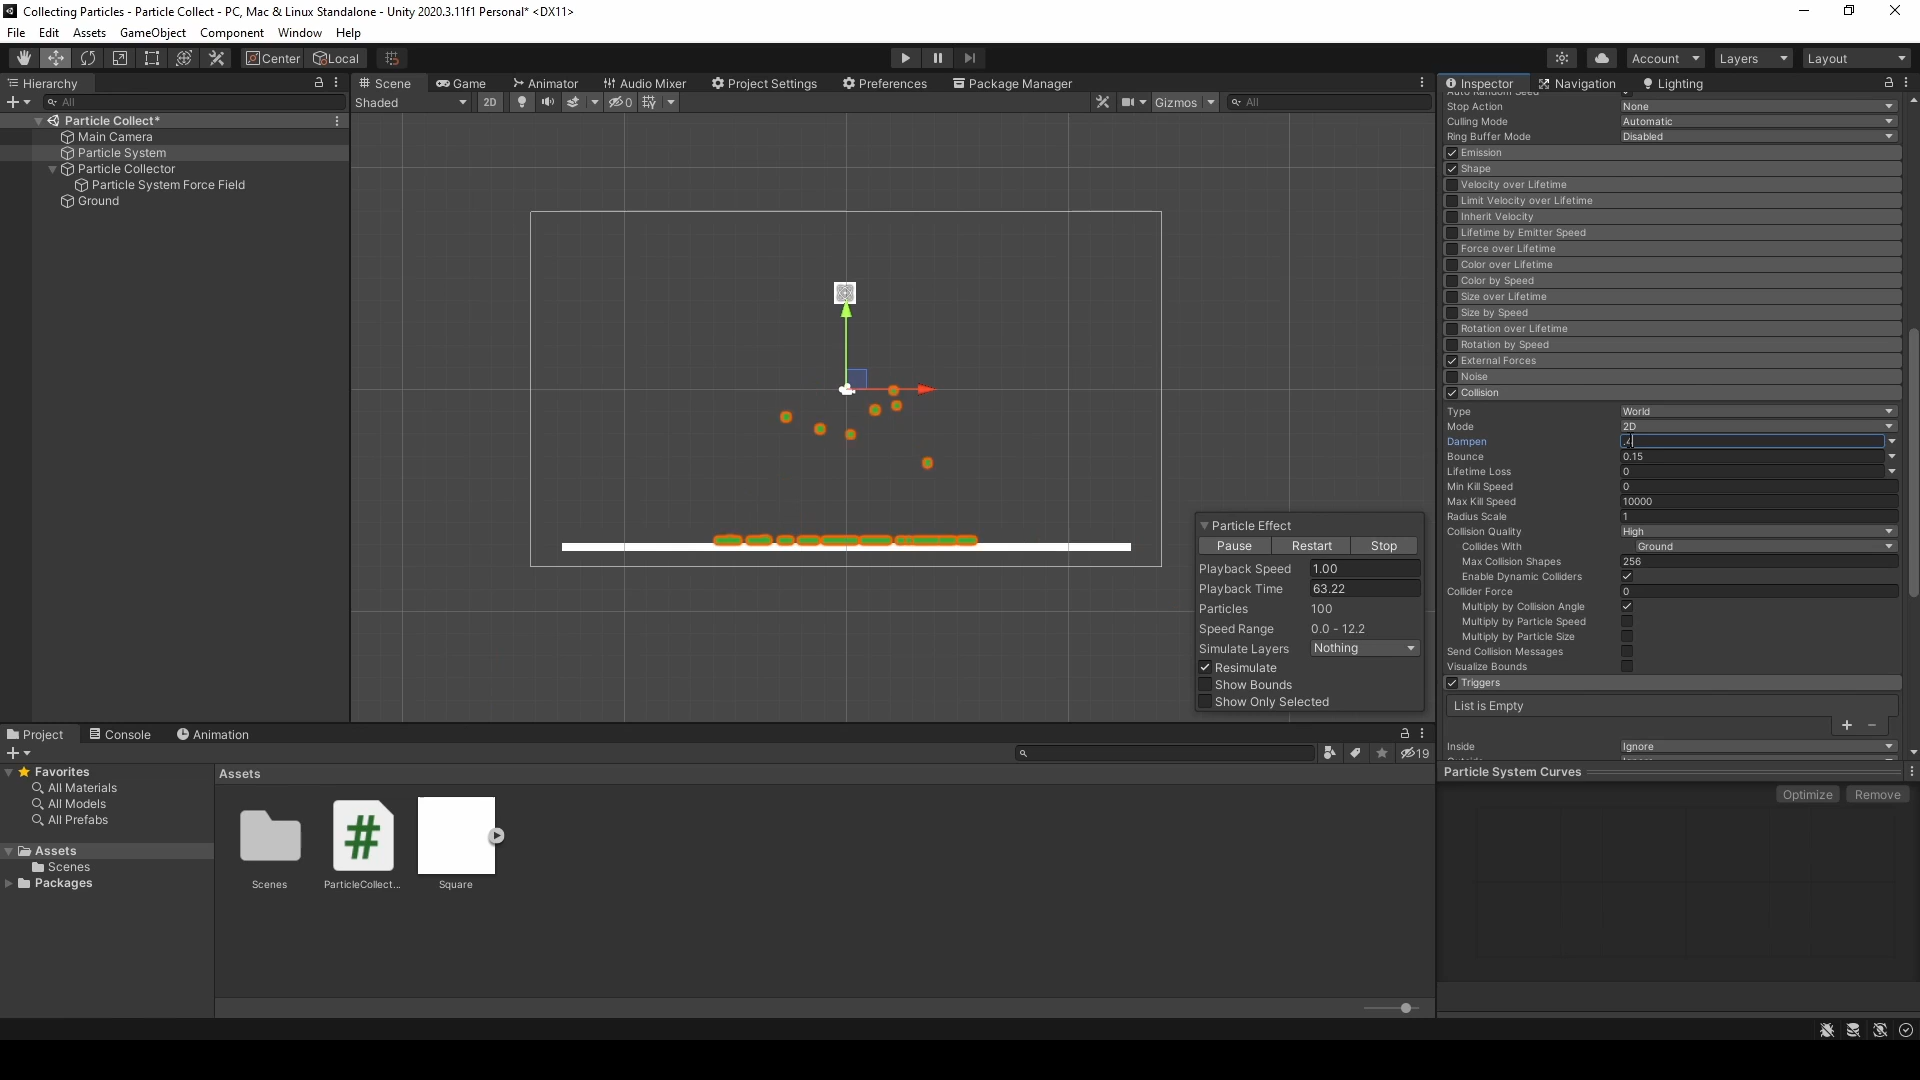 Collecting Particles - Particle Collect - PC, Mac & Linux Standalone - Unity 2020.3.11f1 Personal* <DX11>
File Edit Assets GameObject Component Window Help
Center Local Account Layers Layout
Hierarchy Scene Game Animator Audio Mixer Project Settings Preferences Package Manager Inspector Navigation Lighting
All Shaded 2D 0 Gizmos All
Particle Collect*
Main Camera
Particle System
Particle Collector
Particle System Force Field
Ground
Auto Random Seed
Stop Action None
Culling Mode Automatic
Ring Buffer Mode Disabled
Emission
Shape
Velocity over Lifetime
Limit Velocity over Lifetime
Inherit Velocity
Lifetime by Emitter Speed
Force over Lifetime
Color over Lifetime
Color by Speed
Size over Lifetime
Size by Speed
Rotation over Lifetime
Rotation by Speed
External Forces
Noise
Collision
Type World
Mode 2D
Dampen .4
Bounce 0.15
Lifetime Loss 0
Min Kill Speed 0
Max Kill Speed 10000
Radius Scale 1
Collision Quality High
Collides With Ground
Max Collision Shapes 256
Enable Dynamic Colliders
Collider Force 0
Multiply by Collision Angle
Multiply by Particle Speed
Multiply by Particle Size
Send Collision Messages
Visualize Bounds
Triggers
List is Empty
Inside Ignore
Particle Effect
Pause Restart Stop
Playback Speed 1.00
Playback Time 63.22
Particles 100
Speed Range 0.0 - 12.2
Simulate Layers Nothing
Resimulate
Show Bounds
Show Only Selected
Project Console Animation
19
Favorites
All Materials
All Models
All Prefabs
Assets
Scenes
Packages
Assets
Scenes ParticleCollect... Square
Particle System Curves
Optimize Remove